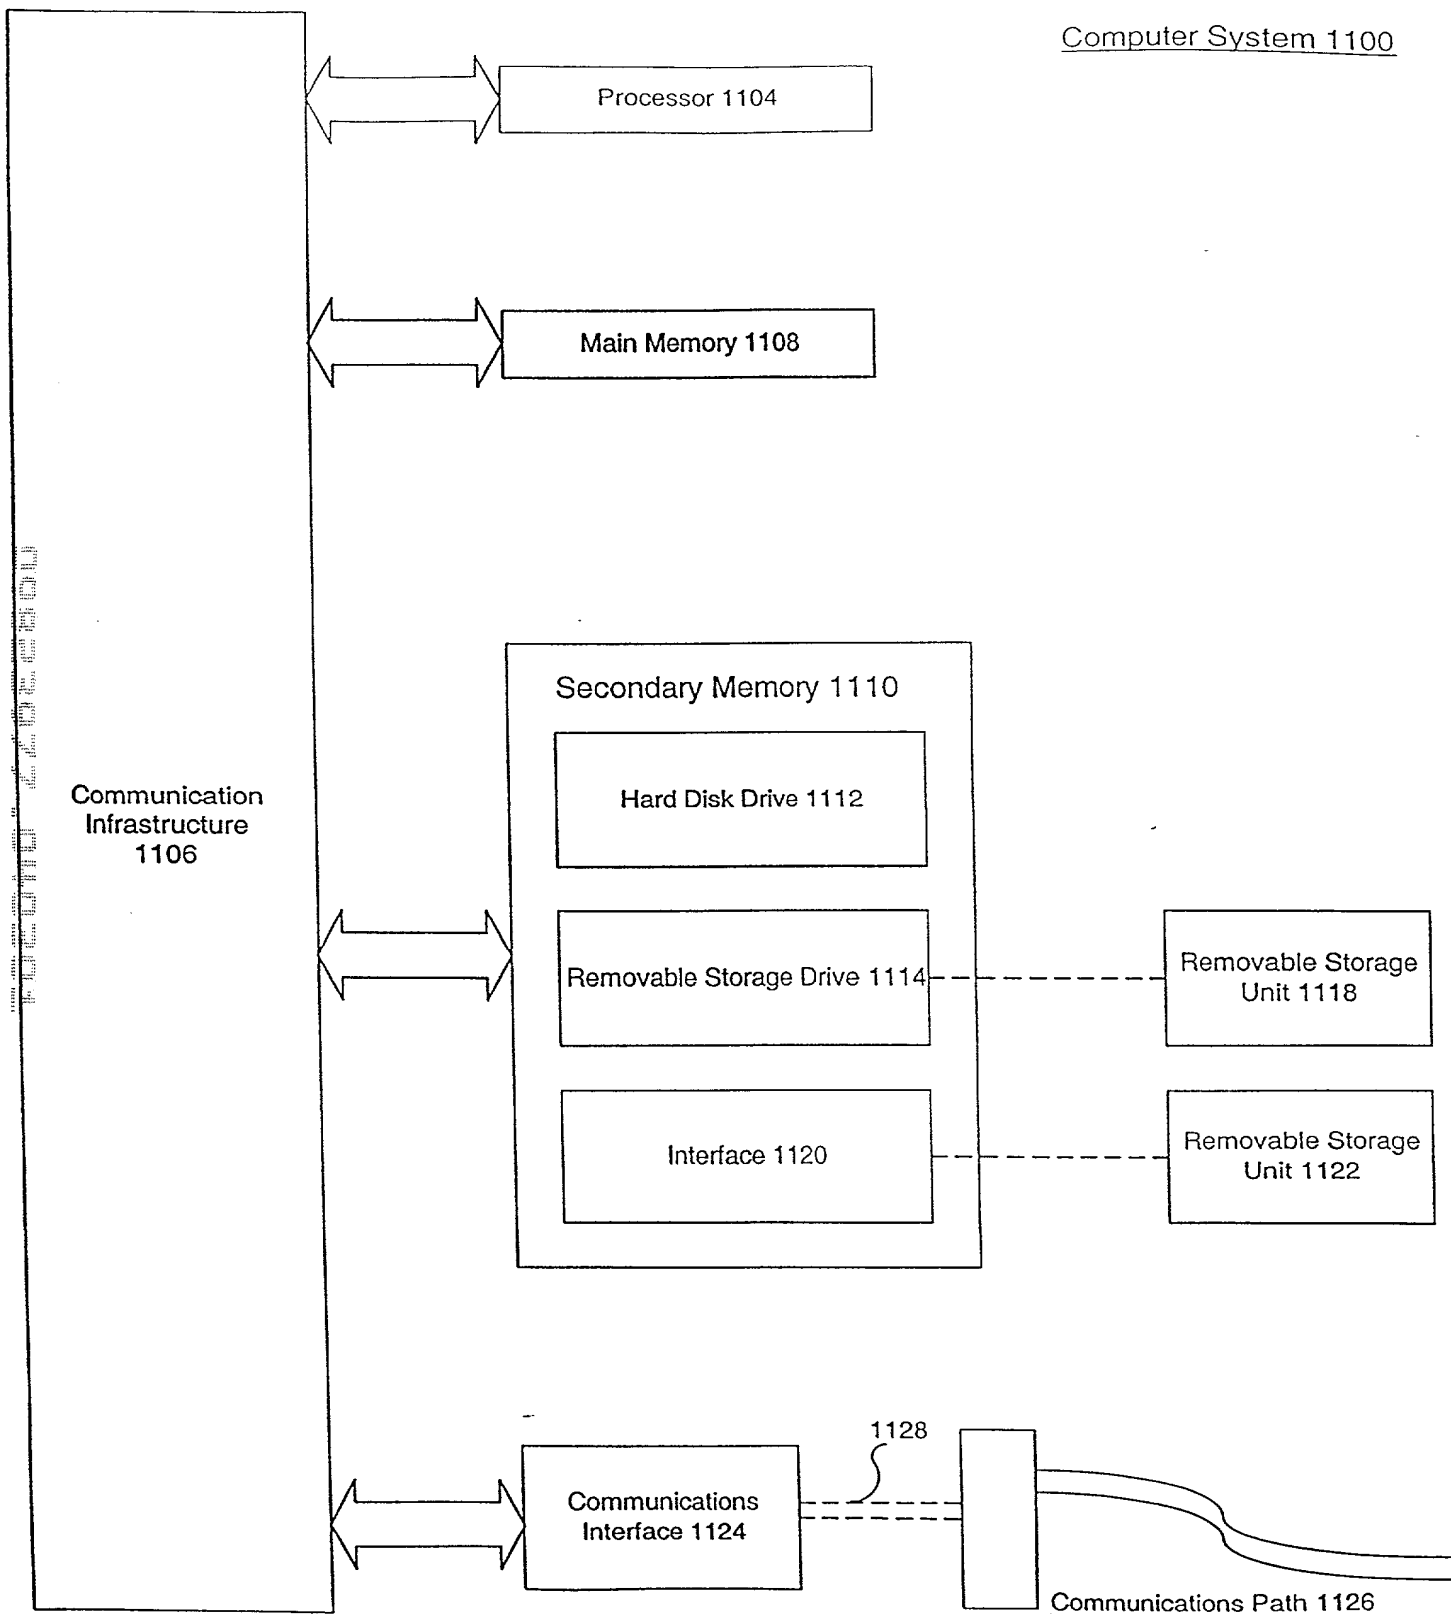 Computer System 1100
Processor 1104
Main Memory 1108
Secondary Memory 1110
Hard Disk Drive 1112
Communication
Infrastructure
1106
Removable Storage Drive 1114
Removable Storage
Unit 1118
Interface 1120
Removable Storage
Unit 1122
1128
Communications
Interface 1124
Communications Path 1126